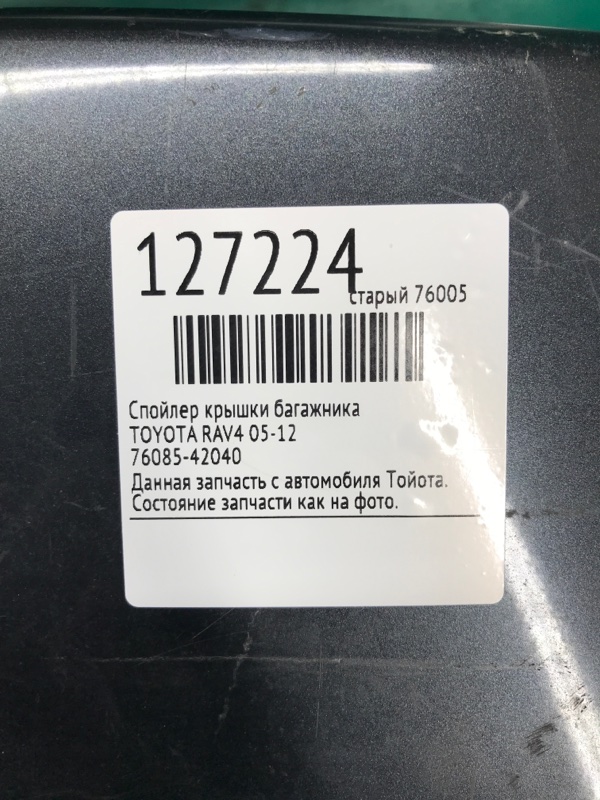 127224
старый 76005
Спойлер крышки багажника
TOYOTA RAV4 05-12
76085-42040
Данная запчасть с автомобиля Тойота.
Состояние запчасти как на фото.